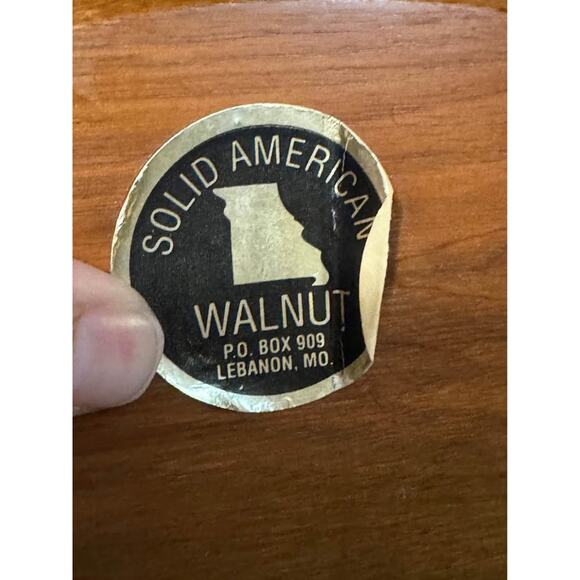 SOLID AMERICAN
WALNUT
P.O. BOX 909
LEBANON, MO.